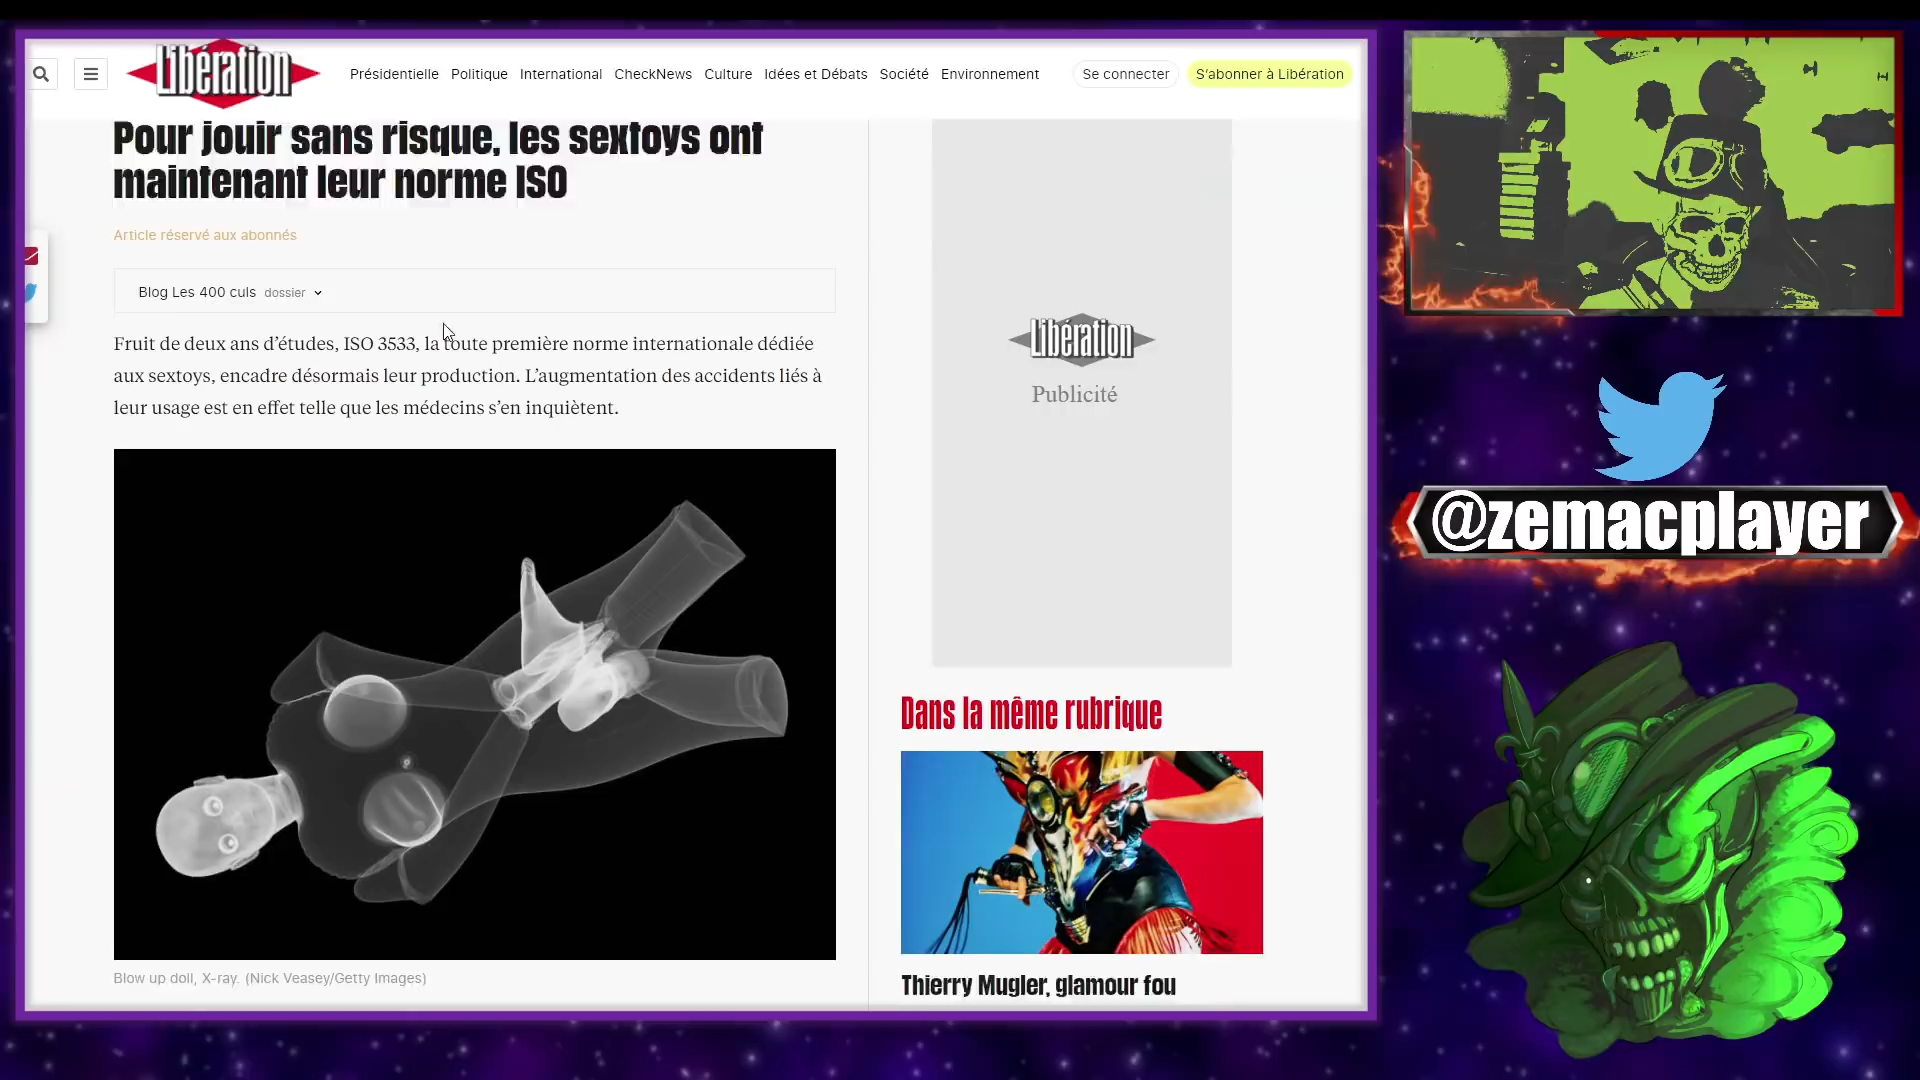 Libération
Présidentielle Politique International CheckNews Culture Idées et Débats Société Environnement
Se connecter
S'abonner à Libération
Pour jouir sans risque, les sextoys ont
maintenant leur norme ISO
Article réservé aux abonnés
Blog Les 400 culs dossier
Fruit de deux ans d’études, ISO 3533, la toute première norme internationale dédiée
aux sextoys, encadre désormais leur production. L’augmentation des accidents liés à
leur usage est en effet telle que les médecins s’en inquiètent.
Blow up doll, X-ray. (Nick Veasey/Getty Images)
Libération
Publicité
Dans la même rubrique
Thierry Mugler, glamour fou
@zemacplayer